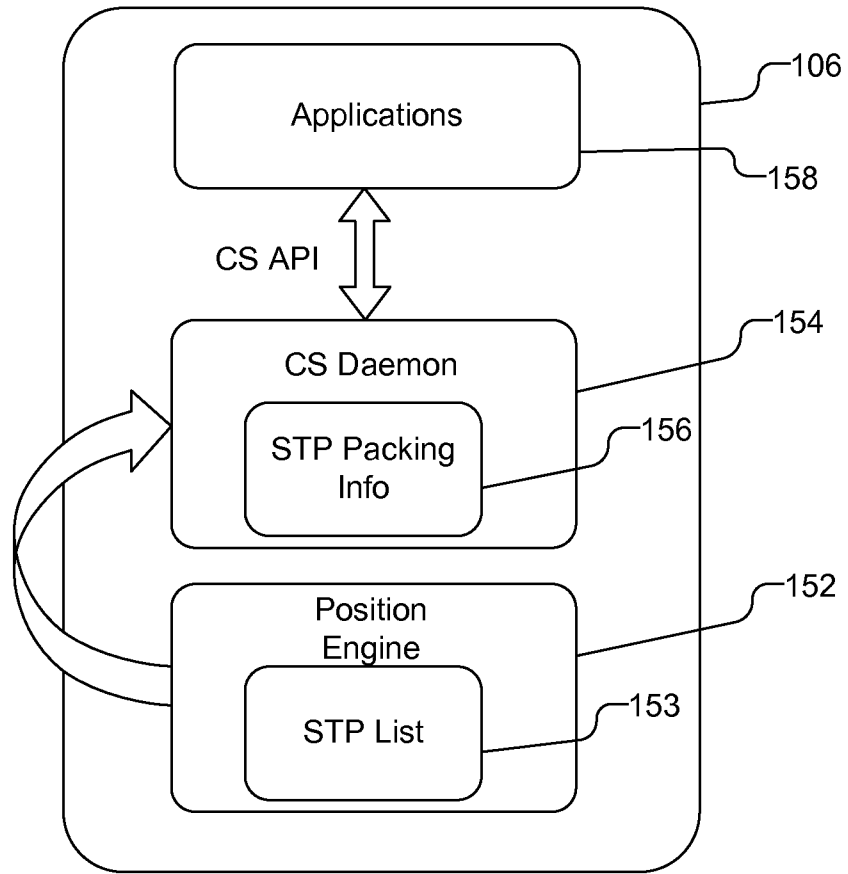 106
Applications
158
CS API
154
CS Daemon
STP Packing
Info
156
152
Position
Engine
STP List
153